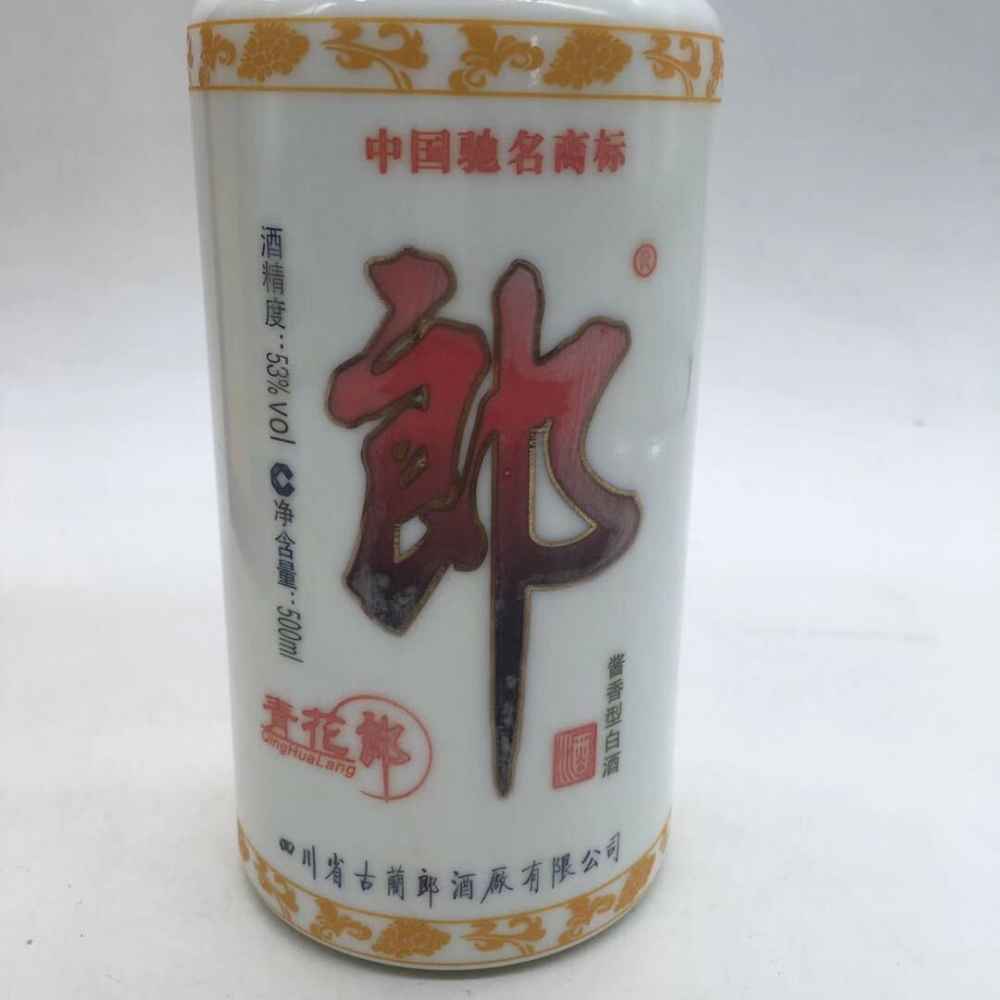 中国驰名商标
郎
酒精度:53%vol
净含量:500ml
青花郎
QingHuaLang
酒
酱香型白酒
四川省古蔺郎酒厂有限公司